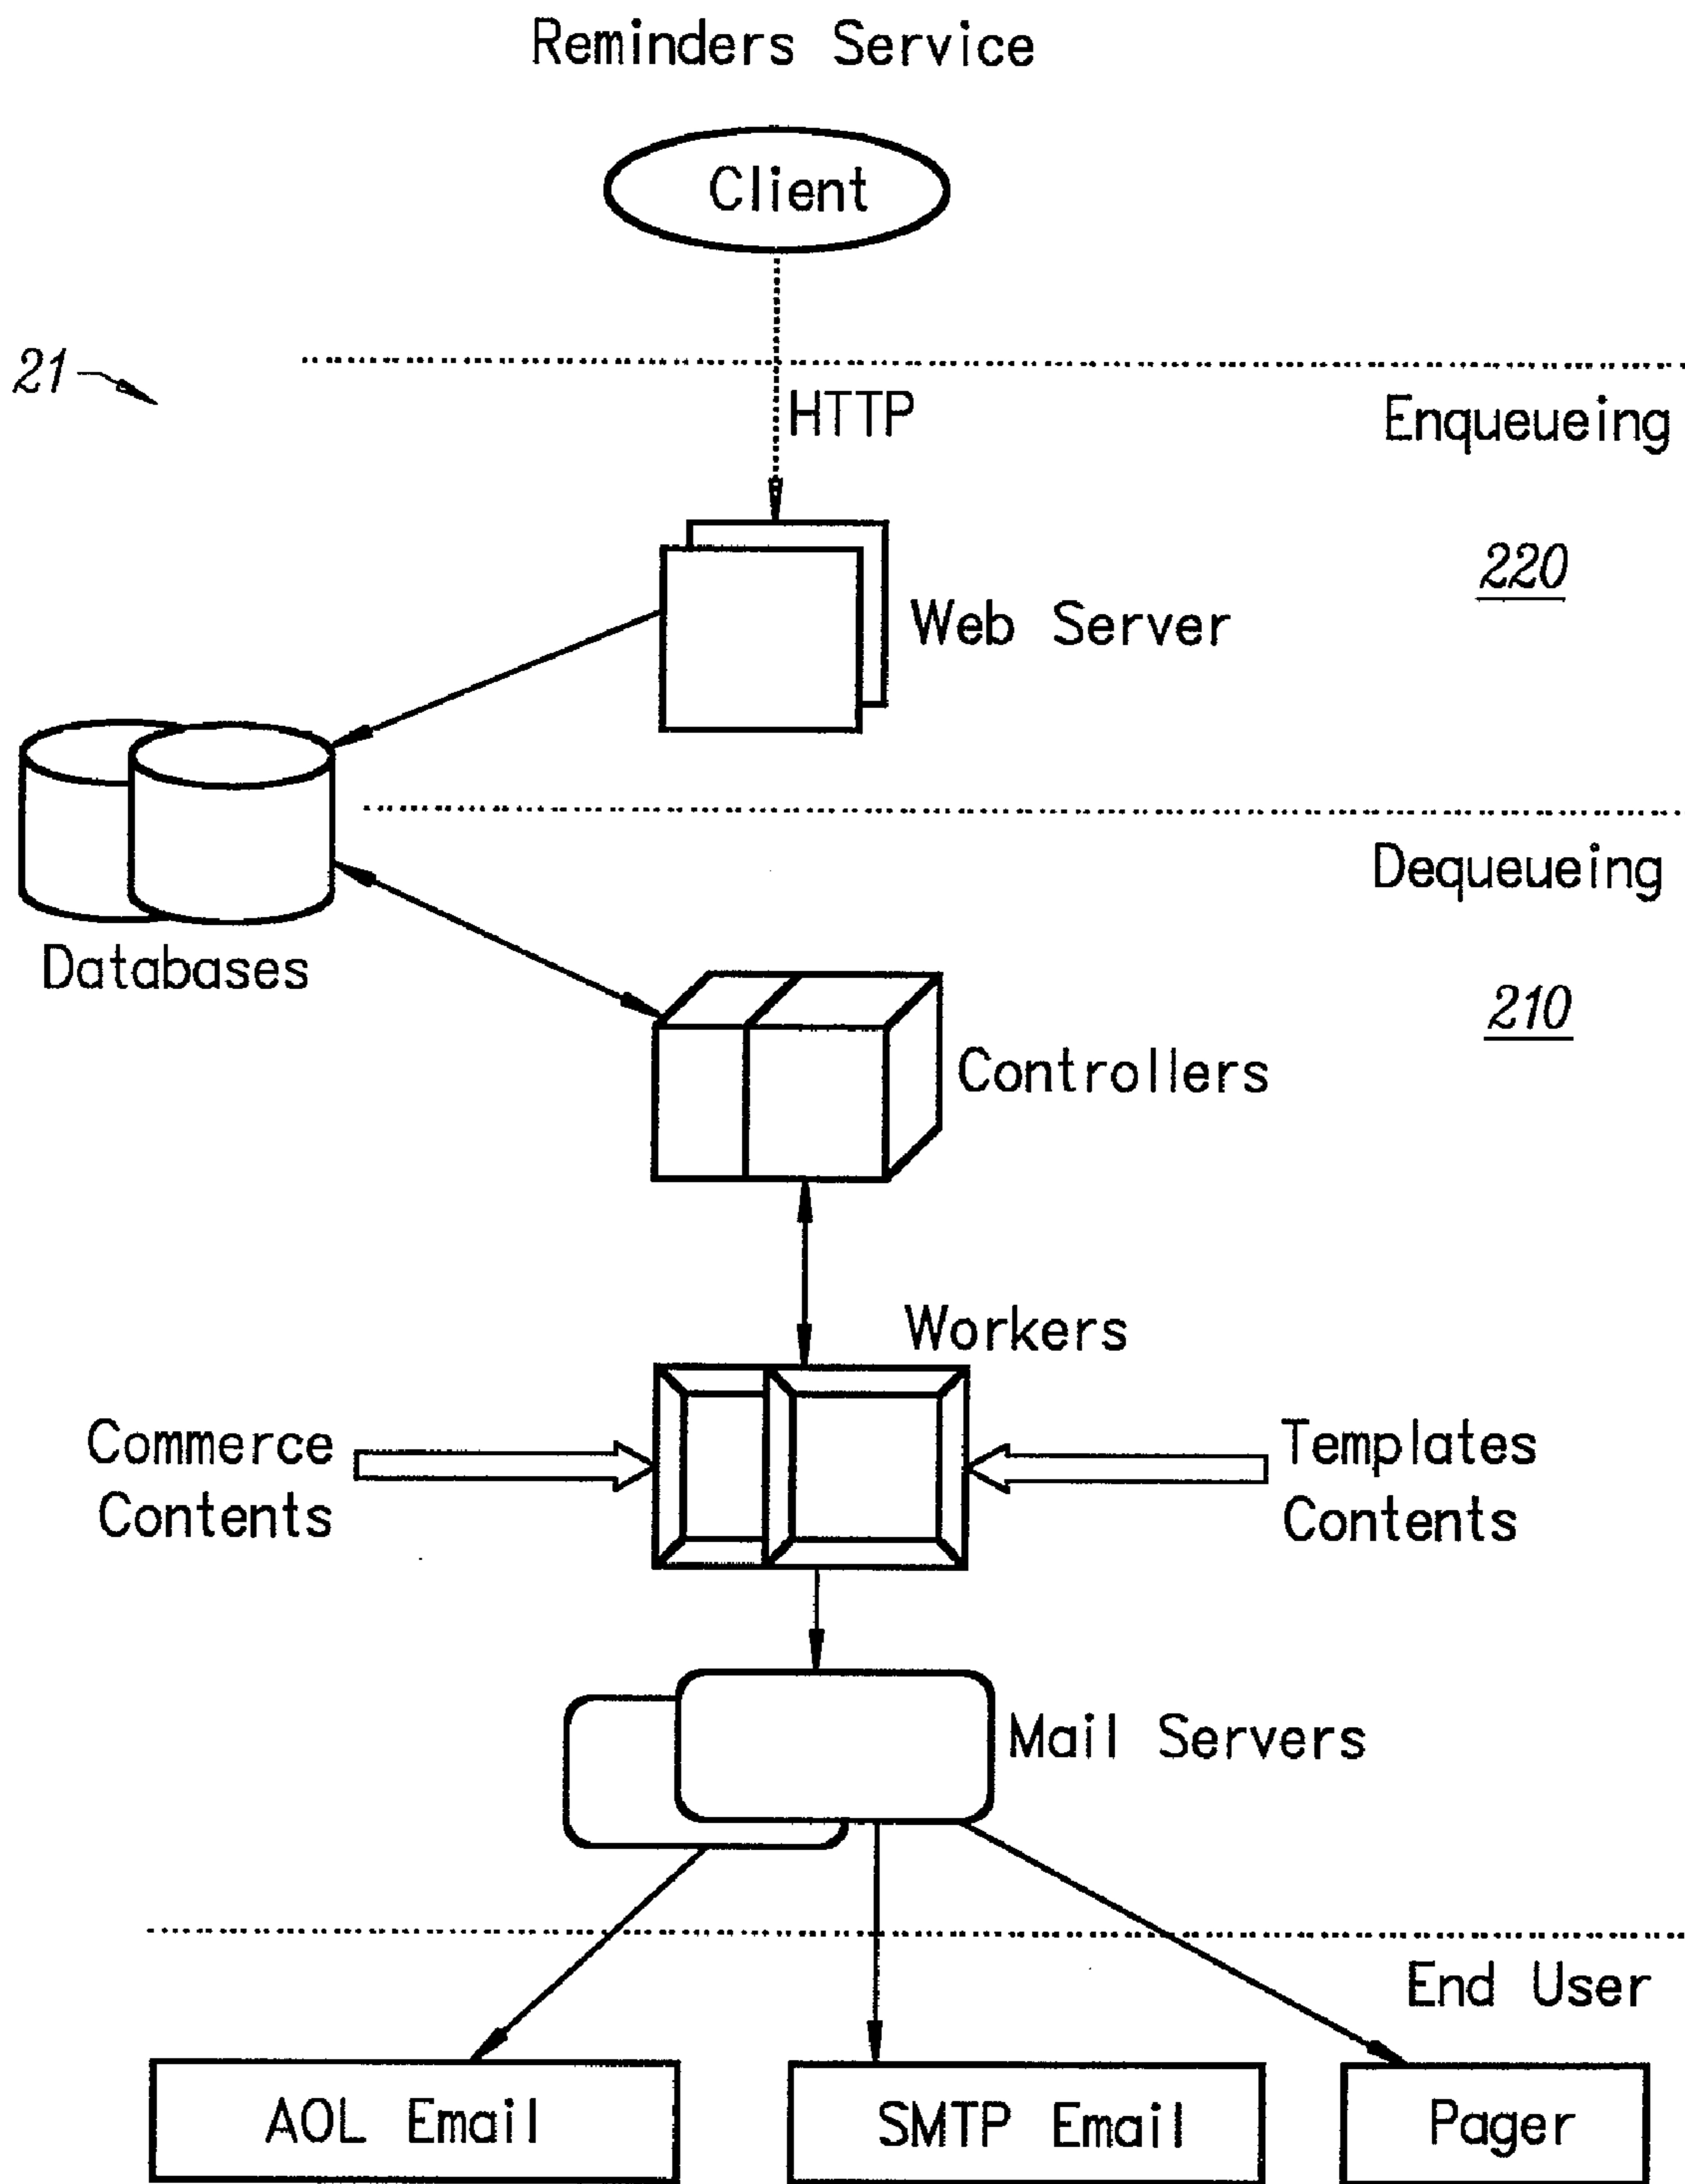 Reminders Service
Client
21
HTTP
Enqueueing
220
Web Server
Dequeueing
Databases
210
Controllers
Workers
Commerce
Contents
Templates
Contents
Mail Servers
End User
AOL Email
SMTP Email
Pager